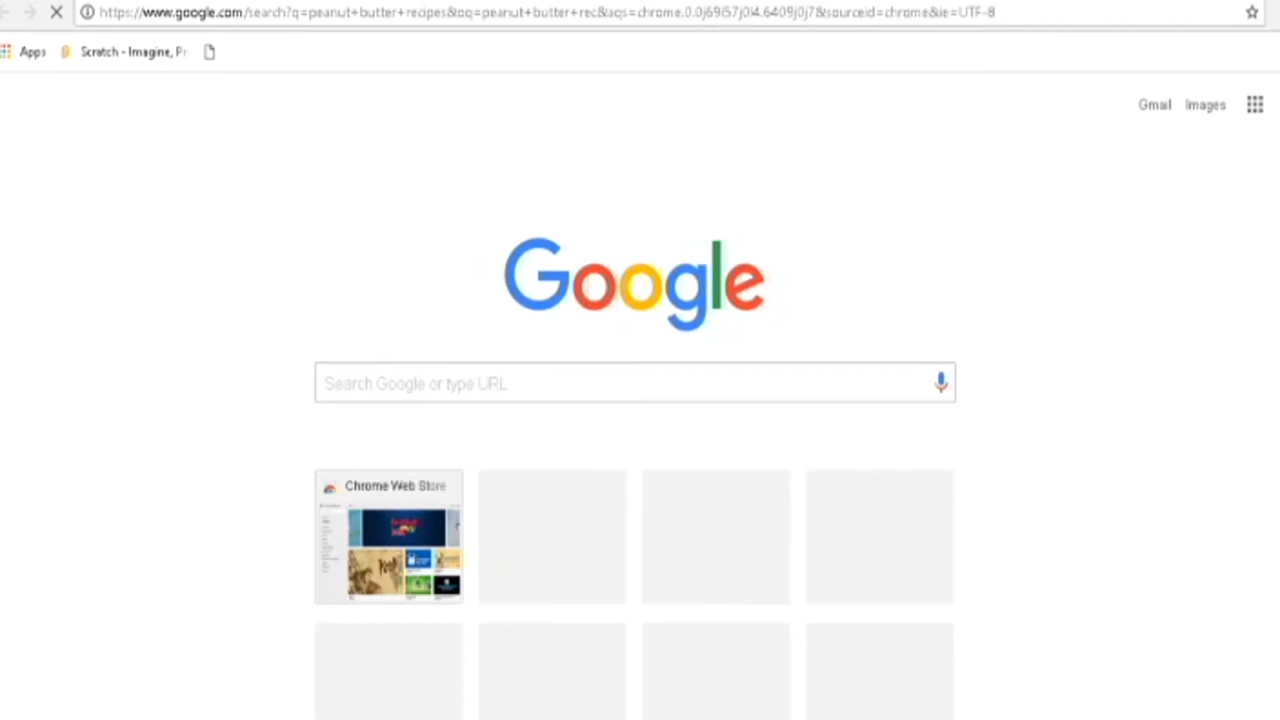 https://www.google.com/search?q=peanut+butter+recipes&oq=peanut+butter+rec&aqs=chrome.0.0j69i57j0l4.6409j0j7&sourceid=chrome&ie=UTF-8
Apps Scratch - Imagine, Pr
Gmail Images
Google
Search Google or type URL
Chrome Web Store